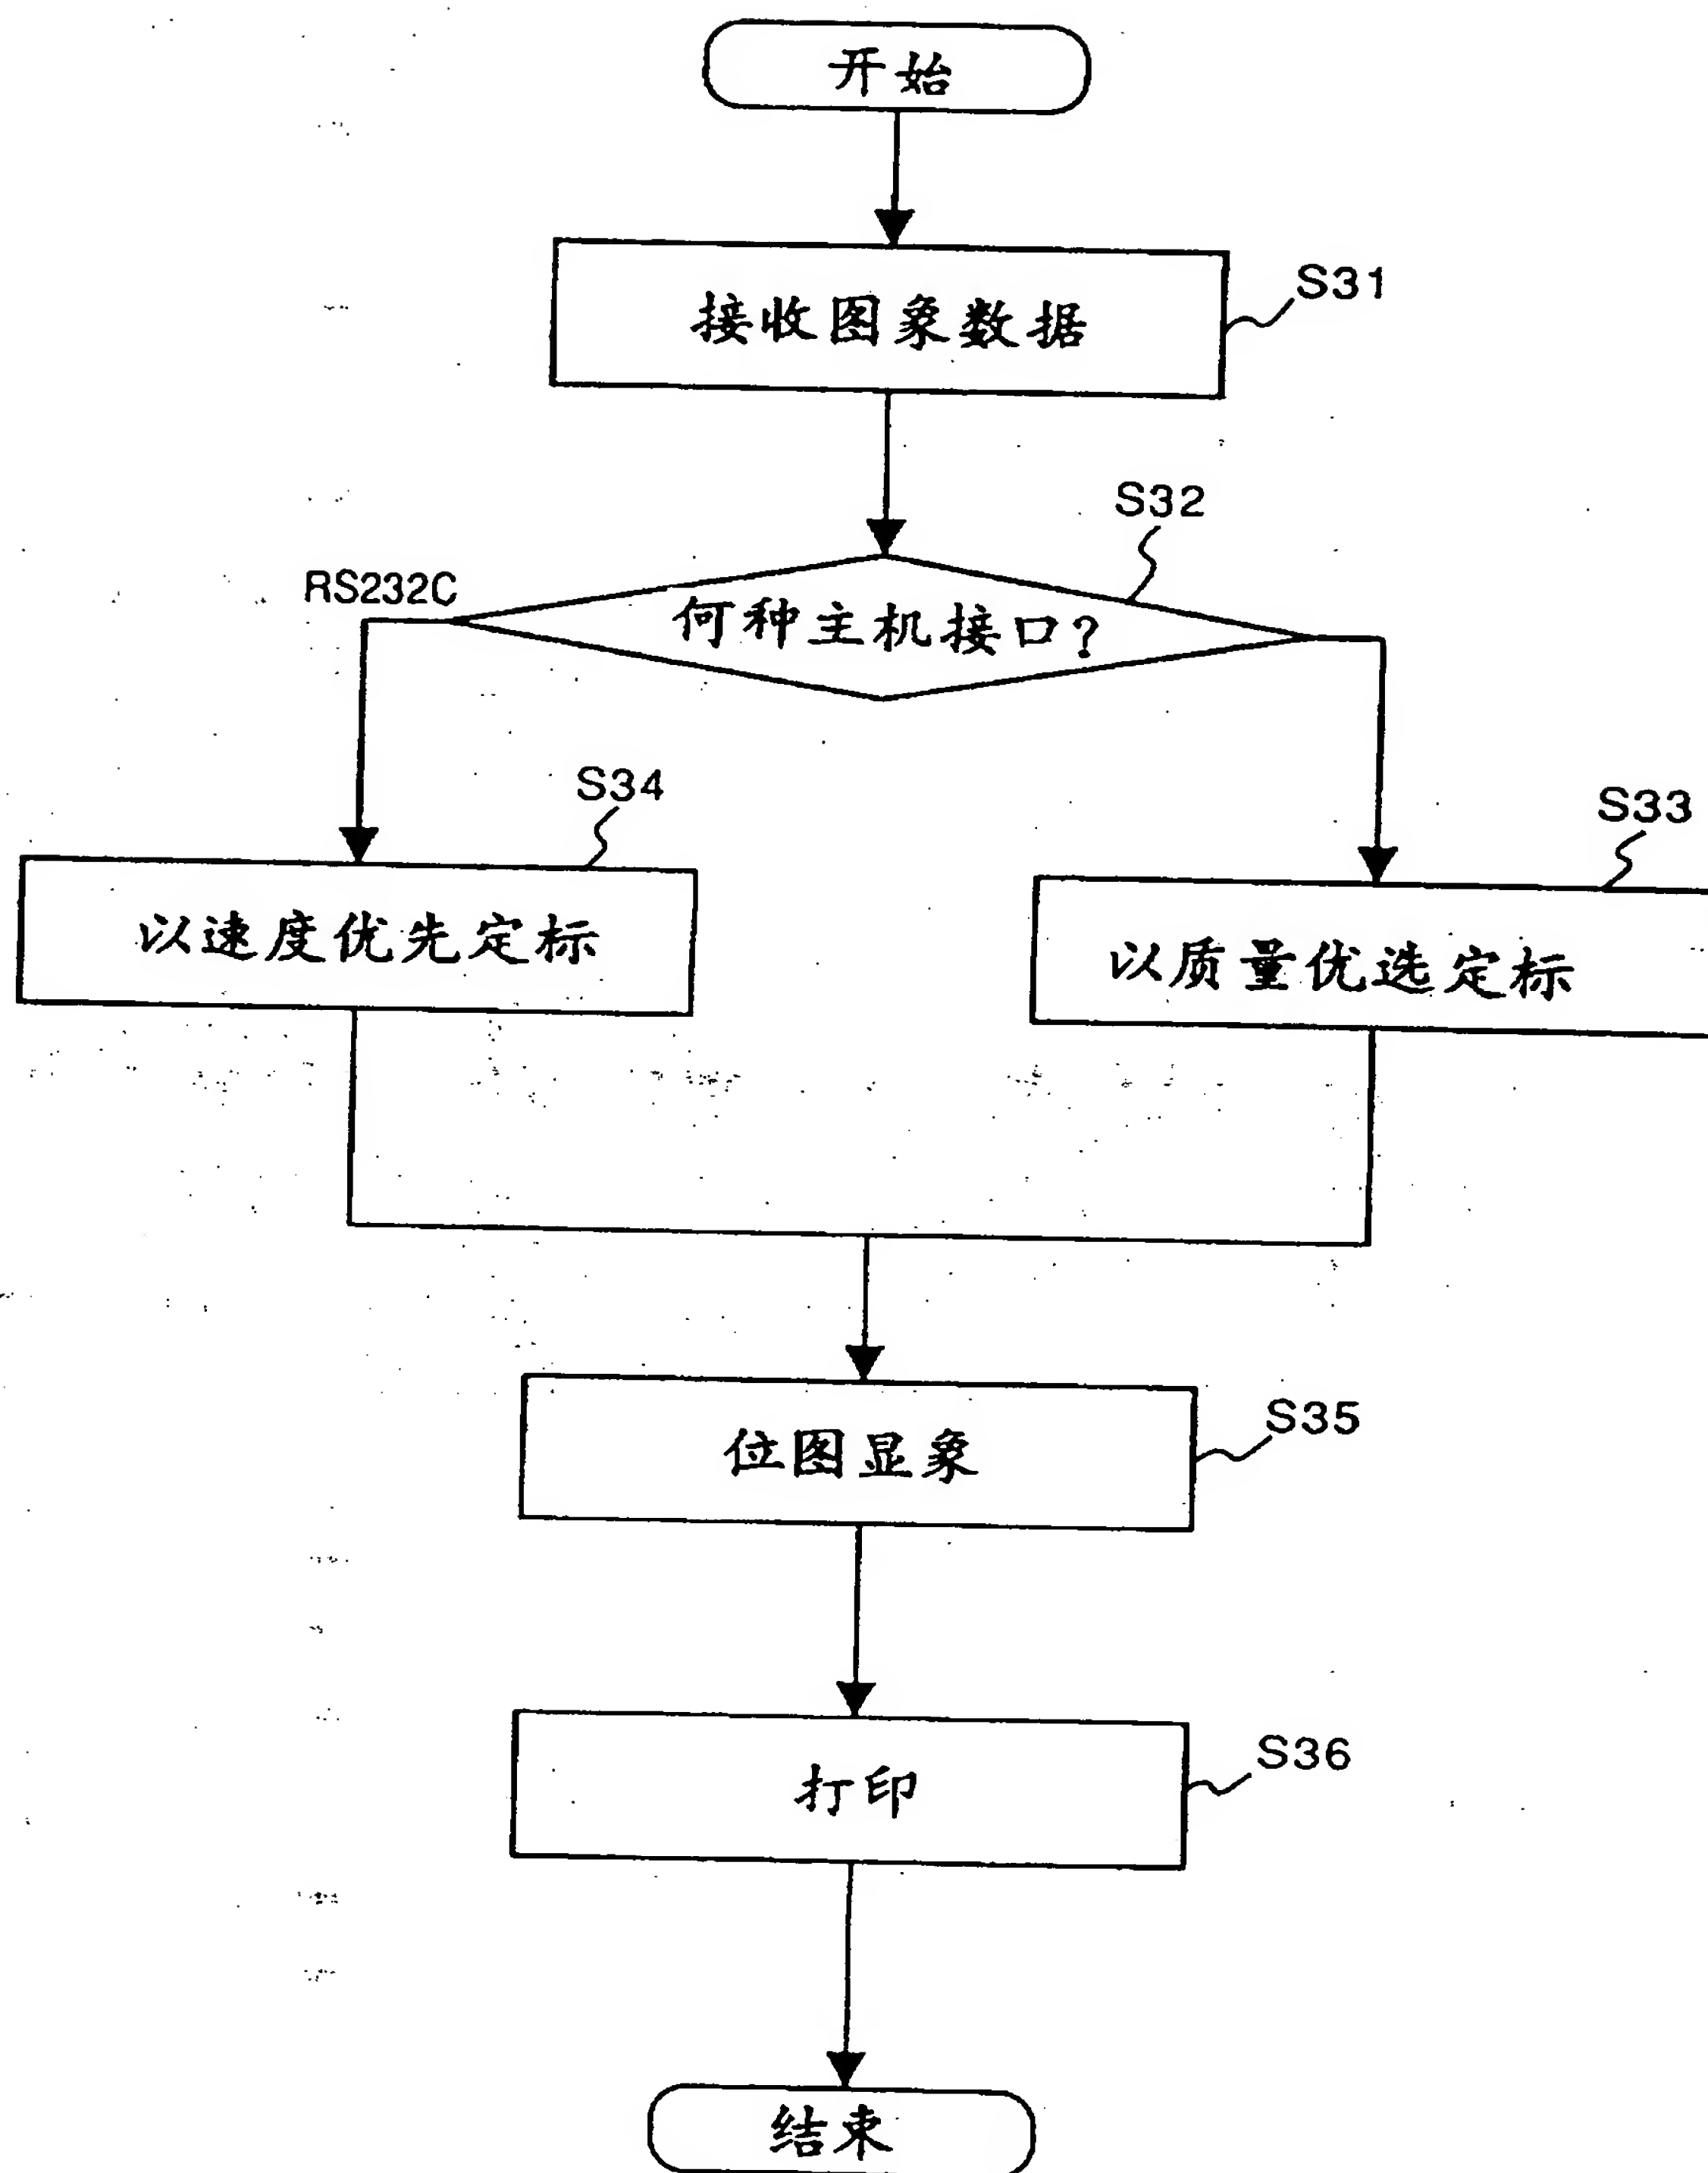 开始
接收图象数据
S31
S32
RS232C
何种主机接口?
S34
S33
以速度优先定标
以质量优选定标
位图显象
S35
打印
S36
结束